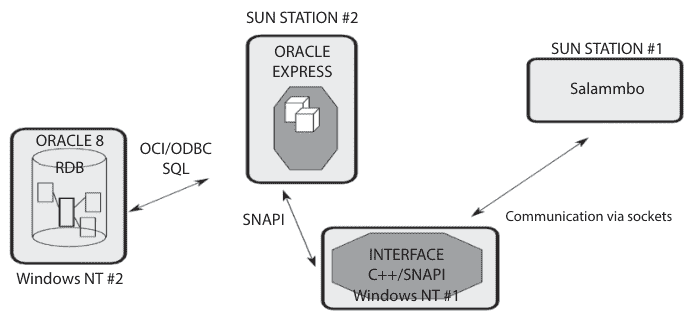 SUN STATION #2
ORACLE
EXPRESS
SUN STATION #1
Salammbo
ORACLE 8
RDB
OCI/ODBC
SQL
Windows NT #2
SNAPI
Communication via sockets
INTERFACE
C++/SNAPI
Windows NT #1